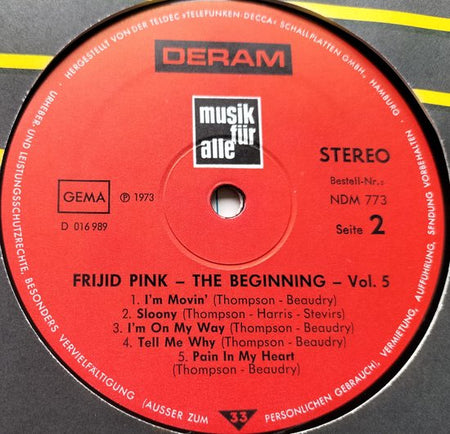 HERGESTELLT VON DER TELDEC »TELEFUNKEN-DECCA« SCHALLPLATTEN GMBH., HAMBURG
URHEBER- UND LEISTUNGSSCHUTZRECHTE, BESONDERS VERVIELFÄLTIGUNG, VERMIETUNG, AUFFÜHRUNG, SENDUNG VORBEHALTEN
DERAM
musik
für
alle
STEREO
Bestell-Nr.:
NDM 773
Seite 2
GEMA
Ⓟ 1973
D 016 989
FRIJID PINK – THE BEGINNING – Vol. 5
1. I'm Movin' (Thompson - Beaudry)
2. Sloony (Thompson - Harris - Stevirs)
3. I'm On My Way (Thompson - Beaudry)
4. Tell Me Why (Thompson - Beaudry)
5. Pain In My Heart
(Thompson - Beaudry)
(AUSSER ZUM PERSÖNLICHEN GEBRAUCH)
33